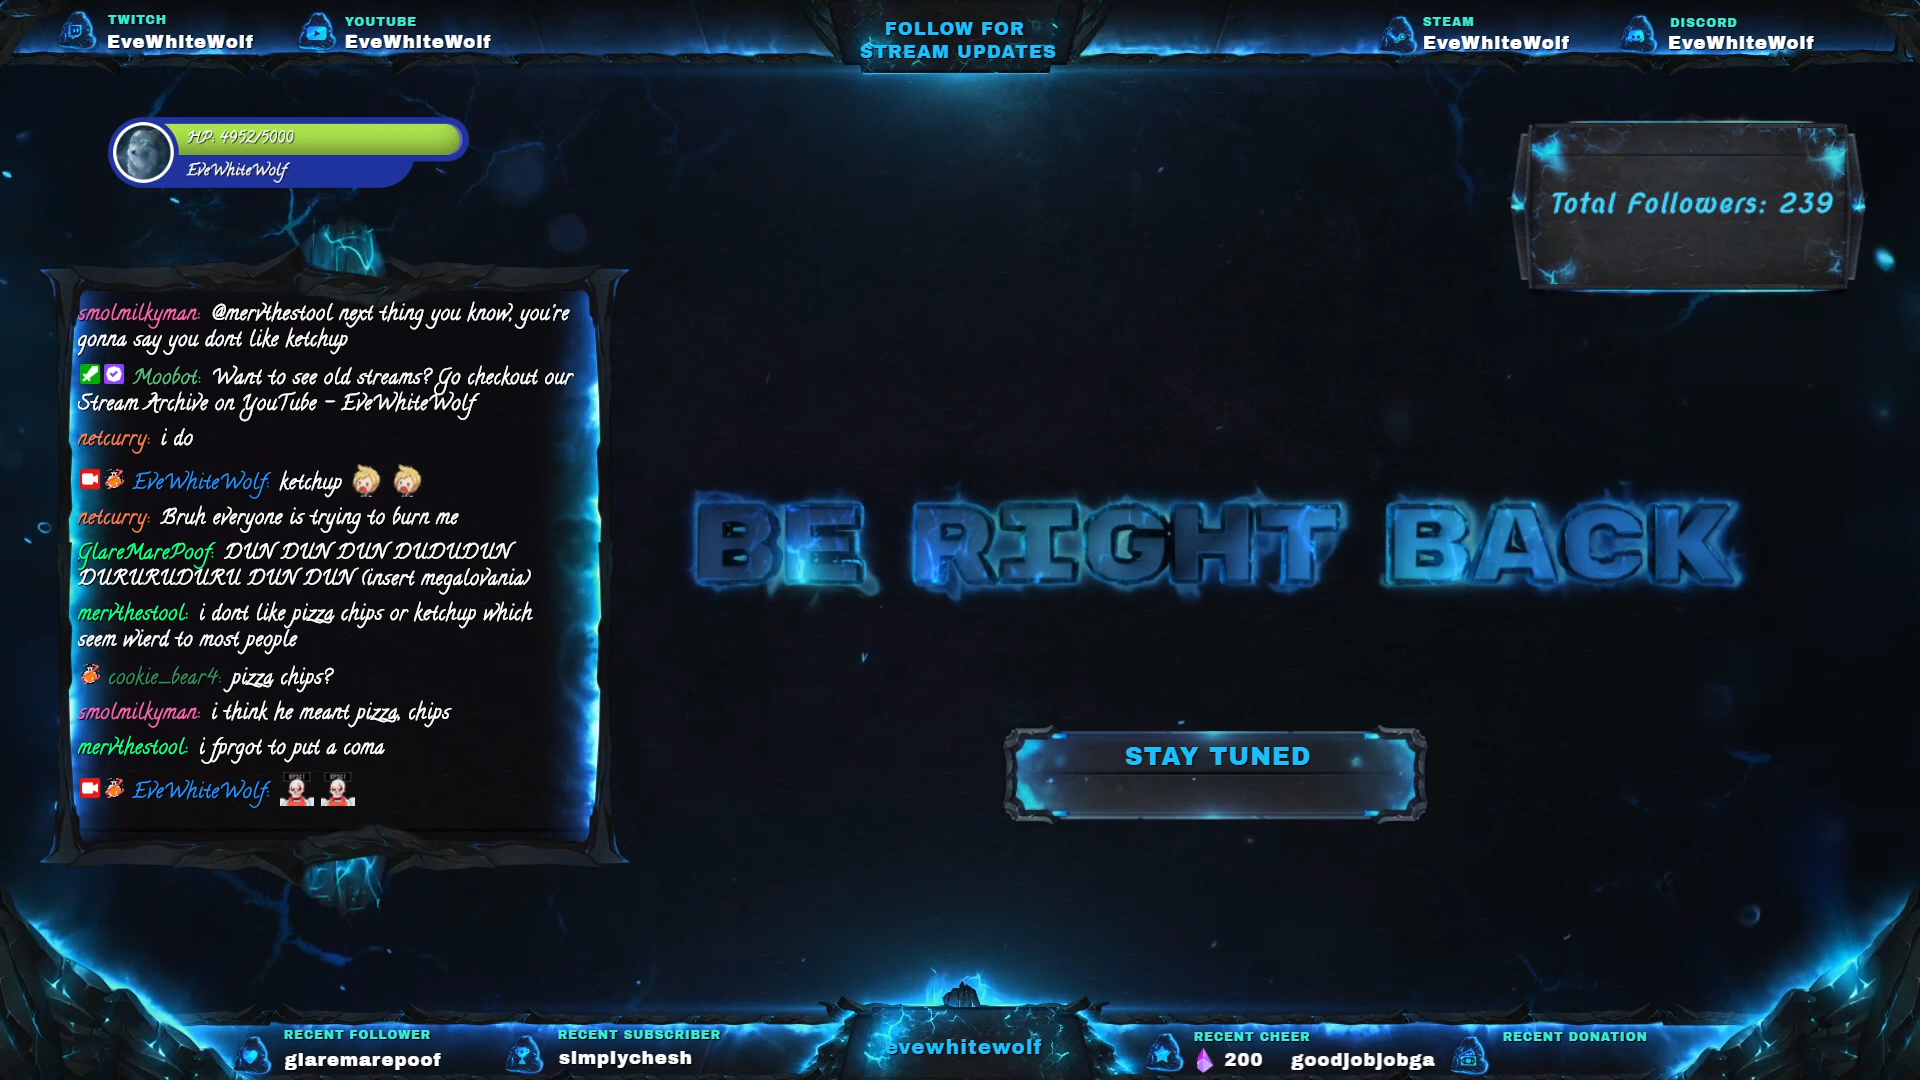 TWITCH
EveWhiteWolf
YOUTUBE
EveWhiteWolf
FOLLOW FOR
STREAM UPDATES
STEAM
EveWhiteWolf
DISCORD
EveWhiteWolf
HP: 4952/5000
EveWhiteWolf
Total Followers: 239
smolmilkyman: @mervthestool next thing you know, you're
gonna say you dont like ketchup
Moobot: Want to see old streams? Go checkout our
Stream Archive on YouTube - EveWhiteWolf
netcurry: i do
EveWhiteWolf: ketchup
netcurry: Bruh everyone is trying to burn me
GlareMarePoof: DUN DUN DUN DUDUDUN
DURURUDURU DUN DUN (insert megalovania)
mervthestool: i dont like pizza chips or ketchup which
seem wierd to most people
cookie_bear4: pizza chips?
smolmilkyman: i think he meant pizza, chips
mervthestool: i fprgot to put a coma
EveWhiteWolf:
BE RIGHT BACK
STAY TUNED
RECENT FOLLOWER
glaremarepoof
RECENT SUBSCRIBER
simplychesh
evewhitewolf
RECENT CHEER
200 goodjobjobga
RECENT DONATION